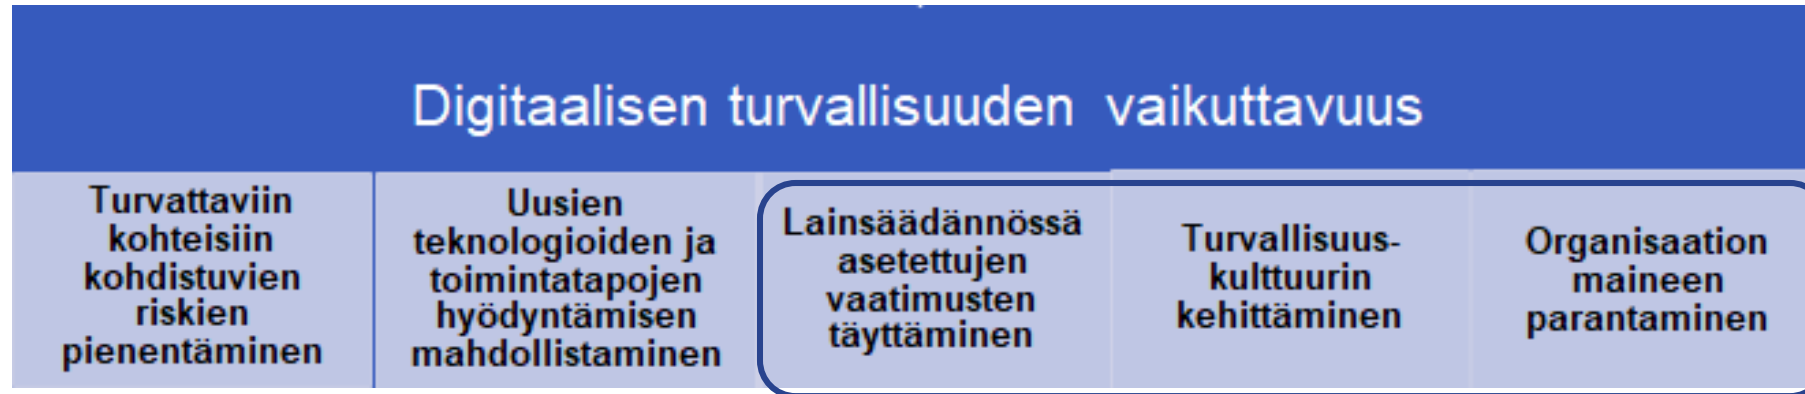 Digitaalisen turvallisuuden vaikuttavuus
Turvattaviin
kohteisiin
kohdistuvien
riskien
pienentäminen
Uusien
teknologioiden ja
toimintatapojen
hyödyntämisen
mahdollistaminen
Lainsäädännössä
asetettujen
vaatimusten
täyttäminen
Turvallisuus-
kulttuurin
kehittäminen
Organisaation
maineen
parantaminen